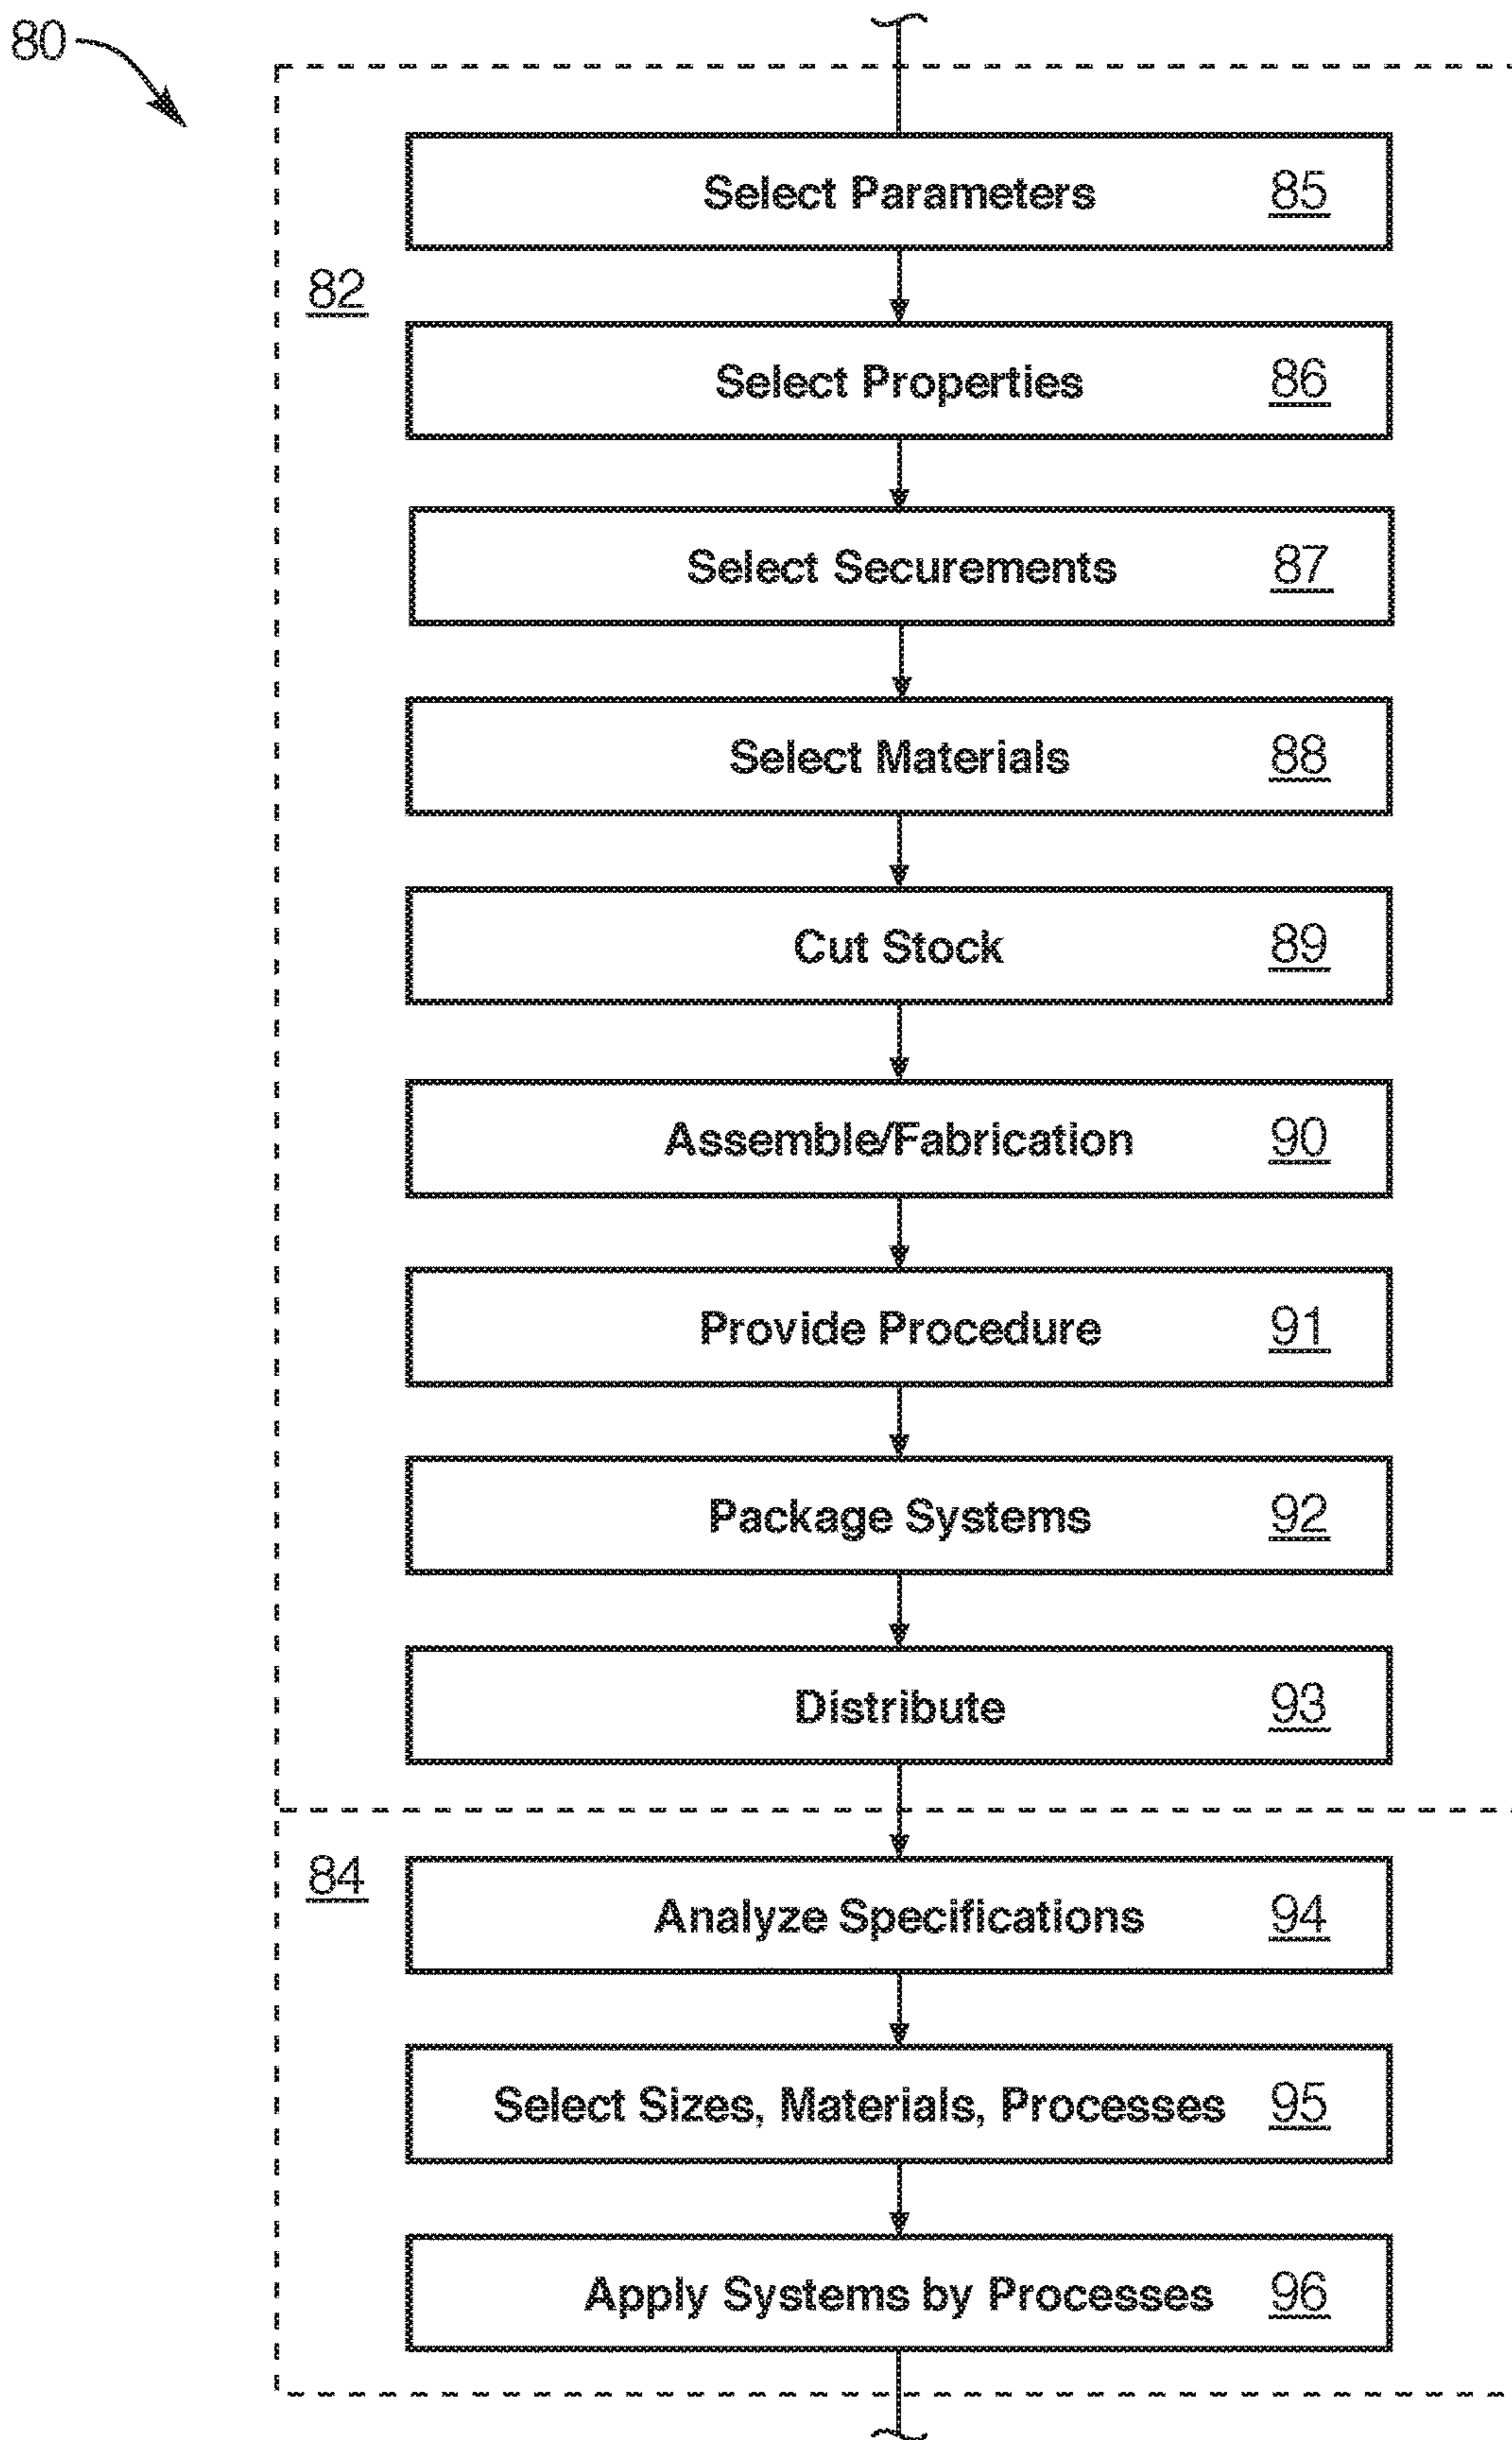 80
Select Parameters 85
82
Select Properties 86
Select Securements 87
Select Materials 88
Cut Stock 89
Assemble/Fabrication 90
Provide Procedure 91
Package Systems 92
Distribute 93
84
Analyze Specifications 94
Select Sizes, Materials, Processes 95
Apply Systems by Processes 96